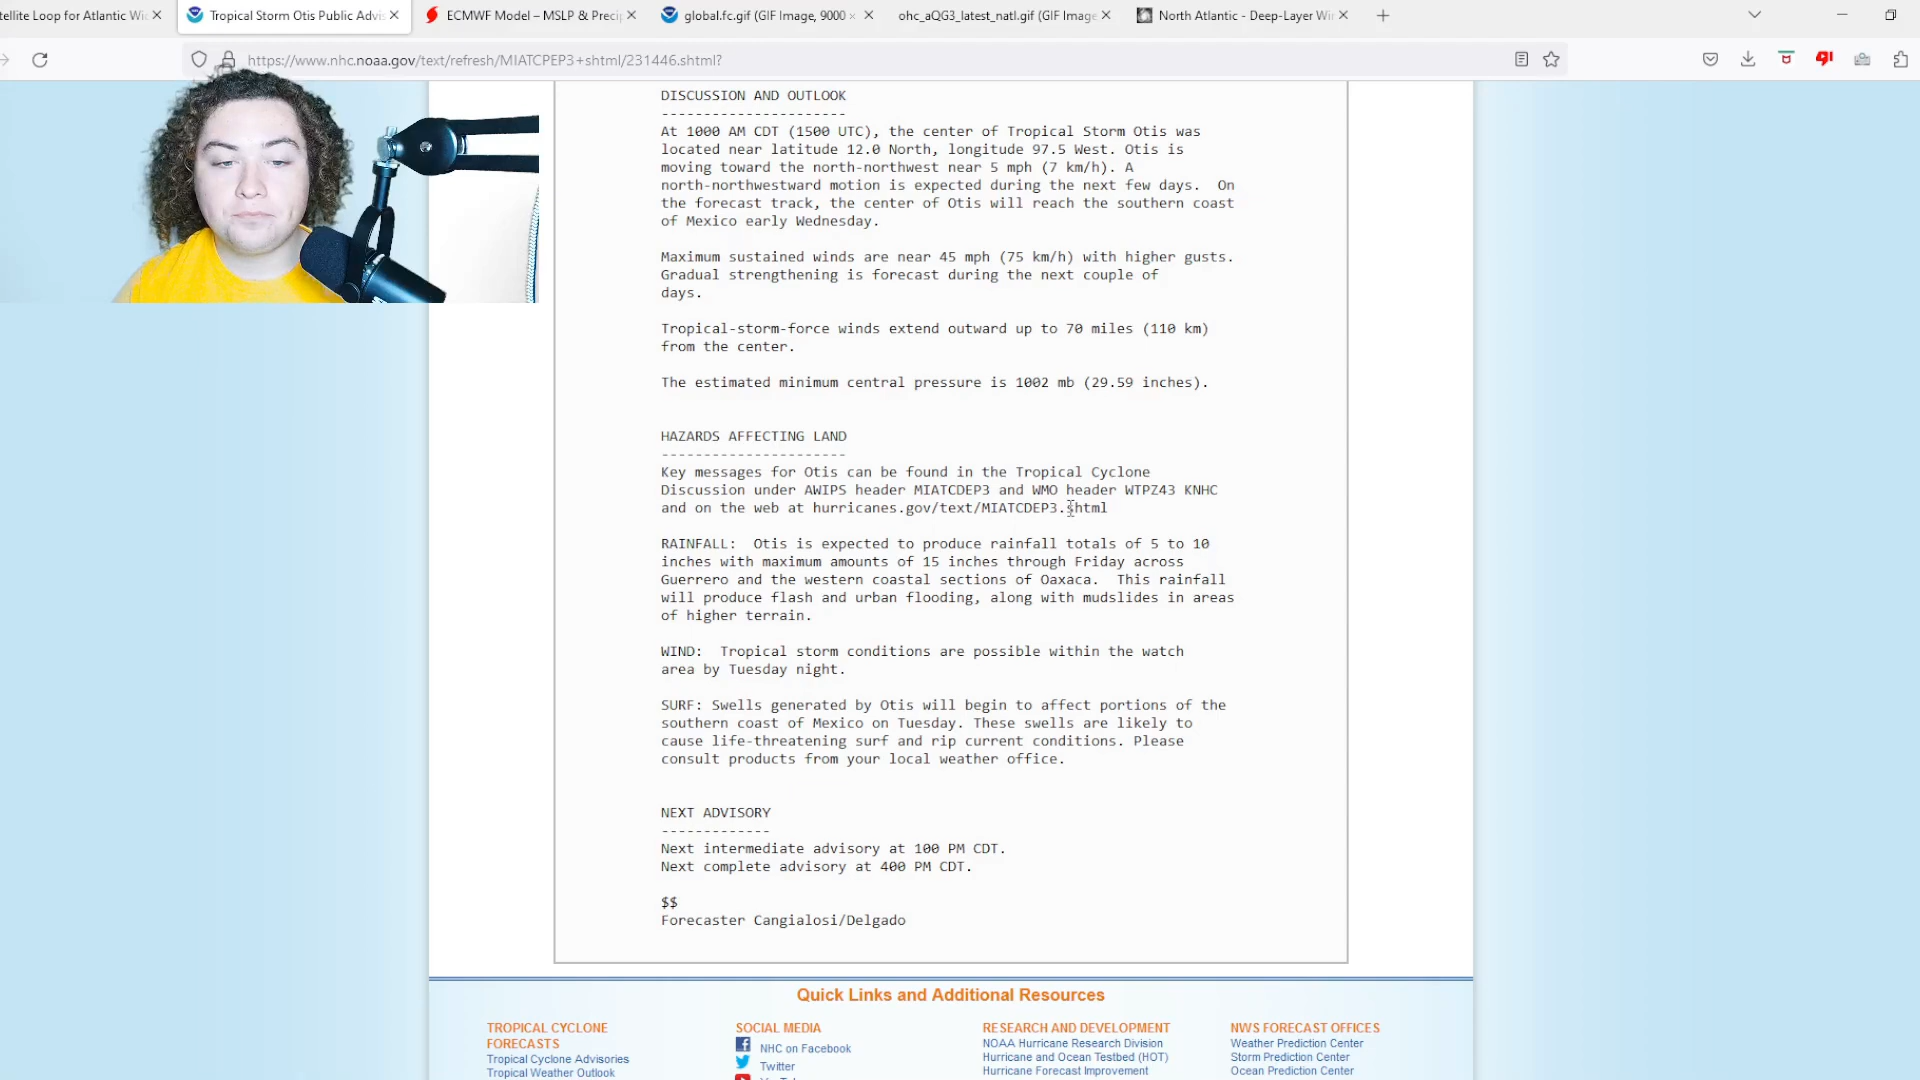 tellite Loop for Atlantic Wi
Tropical Storm Otis Public Advis
ECMWF Model – MSLP & Precip
global.fc.gif (GIF Image, 9000 ×
ohc_aQG3_latest_natl.gif (GIF Image
North Atlantic - Deep-Layer Win
https://www.nhc.noaa.gov/text/refresh/MIATCPEP3+shtml/231446.shtml?
DISCUSSION AND OUTLOOK
----------------------
At 1000 AM CDT (1500 UTC), the center of Tropical Storm Otis was
located near latitude 12.0 North, longitude 97.5 West. Otis is
moving toward the north-northwest near 5 mph (7 km/h). A
north-northwestward motion is expected during the next few days.  On
the forecast track, the center of Otis will reach the southern coast
of Mexico early Wednesday.
Maximum sustained winds are near 45 mph (75 km/h) with higher gusts.
Gradual strengthening is forecast during the next couple of
days.
Tropical-storm-force winds extend outward up to 70 miles (110 km)
from the center.
The estimated minimum central pressure is 1002 mb (29.59 inches).
HAZARDS AFFECTING LAND
----------------------
Key messages for Otis can be found in the Tropical Cyclone
Discussion under AWIPS header MIATCDEP3 and WMO header WTPZ43 KNHC
and on the web at hurricanes.gov/text/MIATCDEP3.shtml
RAINFALL:  Otis is expected to produce rainfall totals of 5 to 10
inches with maximum amounts of 15 inches through Friday across
Guerrero and the western coastal sections of Oaxaca.  This rainfall
will produce flash and urban flooding, along with mudslides in areas
of higher terrain.
WIND:  Tropical storm conditions are possible within the watch
area by Tuesday night.
SURF: Swells generated by Otis will begin to affect portions of the
southern coast of Mexico on Tuesday. These swells are likely to
cause life-threatening surf and rip current conditions. Please
consult products from your local weather office.
NEXT ADVISORY
-------------
Next intermediate advisory at 100 PM CDT.
Next complete advisory at 400 PM CDT.
$$
Forecaster Cangialosi/Delgado
Quick Links and Additional Resources
TROPICAL CYCLONE
FORECASTS
Tropical Cyclone Advisories
Tropical Weather Outlook
SOCIAL MEDIA
NHC on Facebook
Twitter
RESEARCH AND DEVELOPMENT
NOAA Hurricane Research Division
Hurricane and Ocean Testbed (HOT)
Hurricane Forecast Improvement
NWS FORECAST OFFICES
Weather Prediction Center
Storm Prediction Center
Ocean Prediction Center